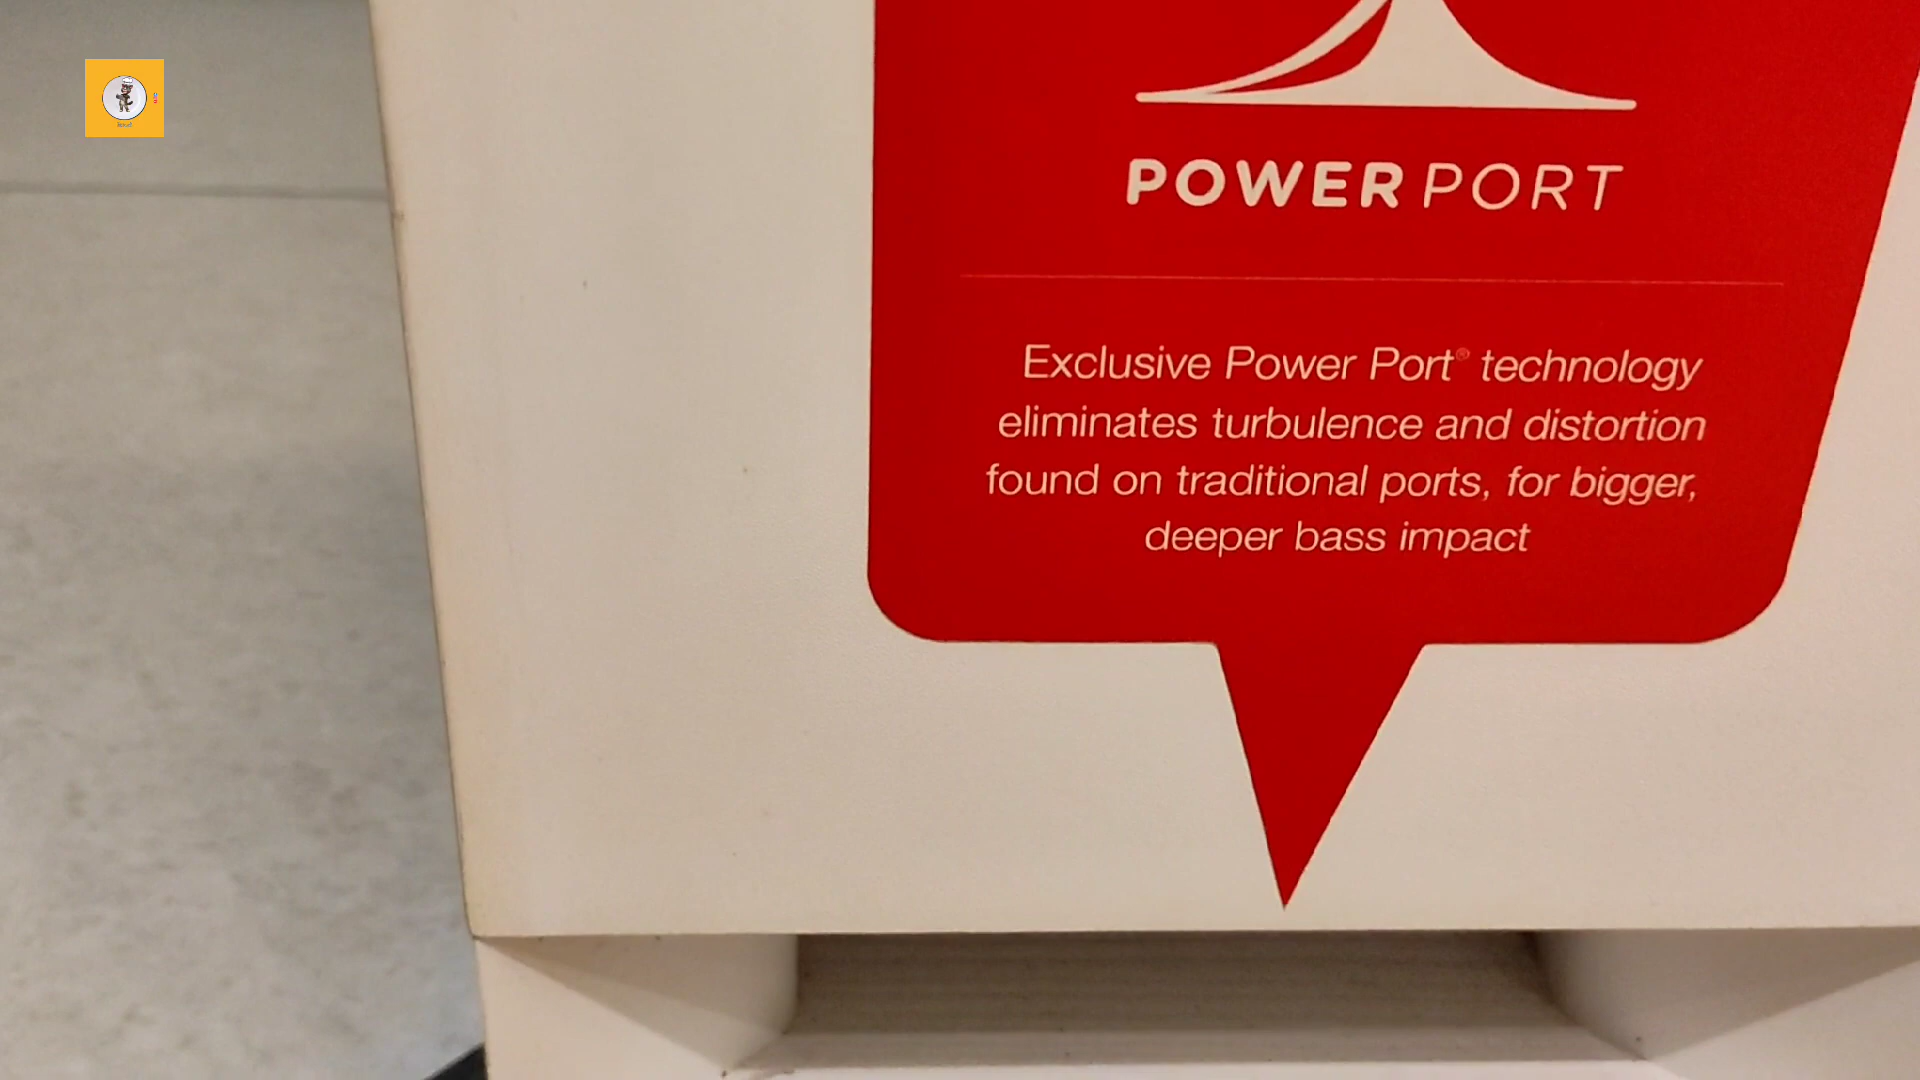 POWERPORT
Exclusive Power Port® technology
eliminates turbulence and distortion
found on traditional ports, for bigger,
deeper bass impact